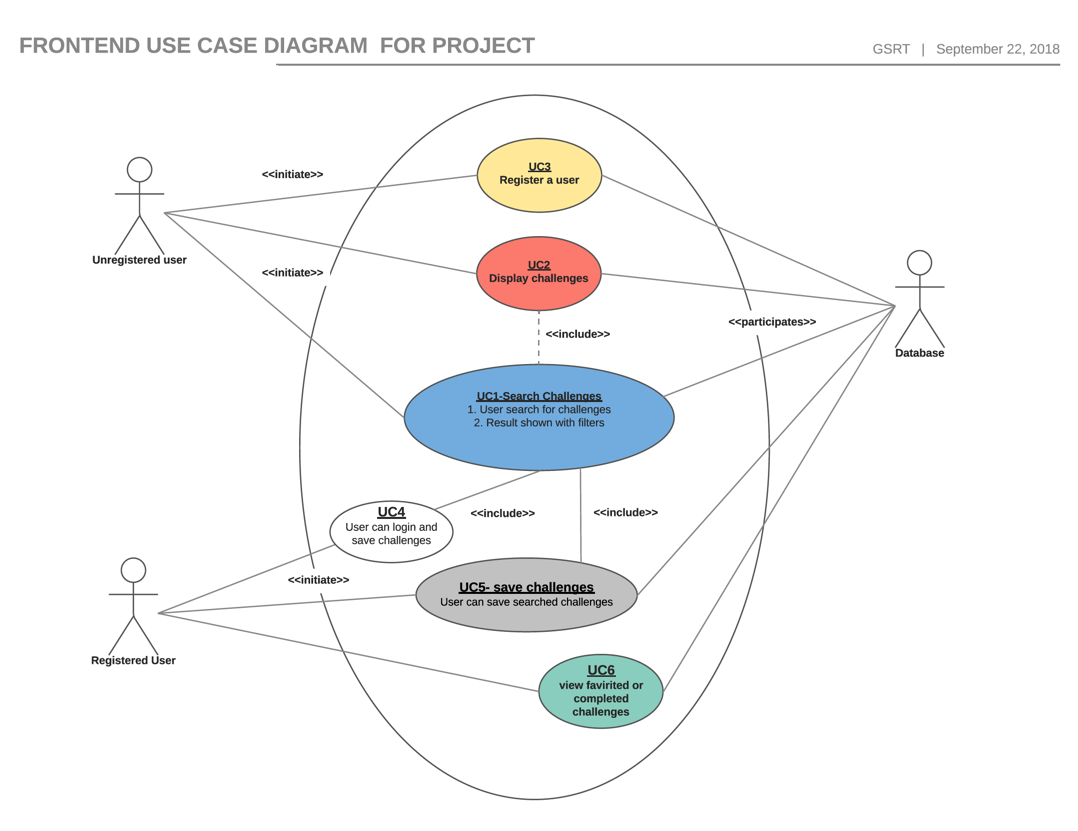 FRONTEND USE CASE DIAGRAM  FOR PROJECT
GSRT   |   September 22, 2018
UC3
Register a user
<<initiate>>
Unregistered user
<<initiate>>
UC2
Display challenges
<<include>>
<<participates>>
Database
UC1-Search Challenges
1. User search for challenges
2. Result shown with filters
UC4
User can login and
save challenges
<<include>>
<<include>>
<<initiate>>
UC5- save challenges
User can save searched challenges
Registered User
UC6
view favirited or
completed
challenges